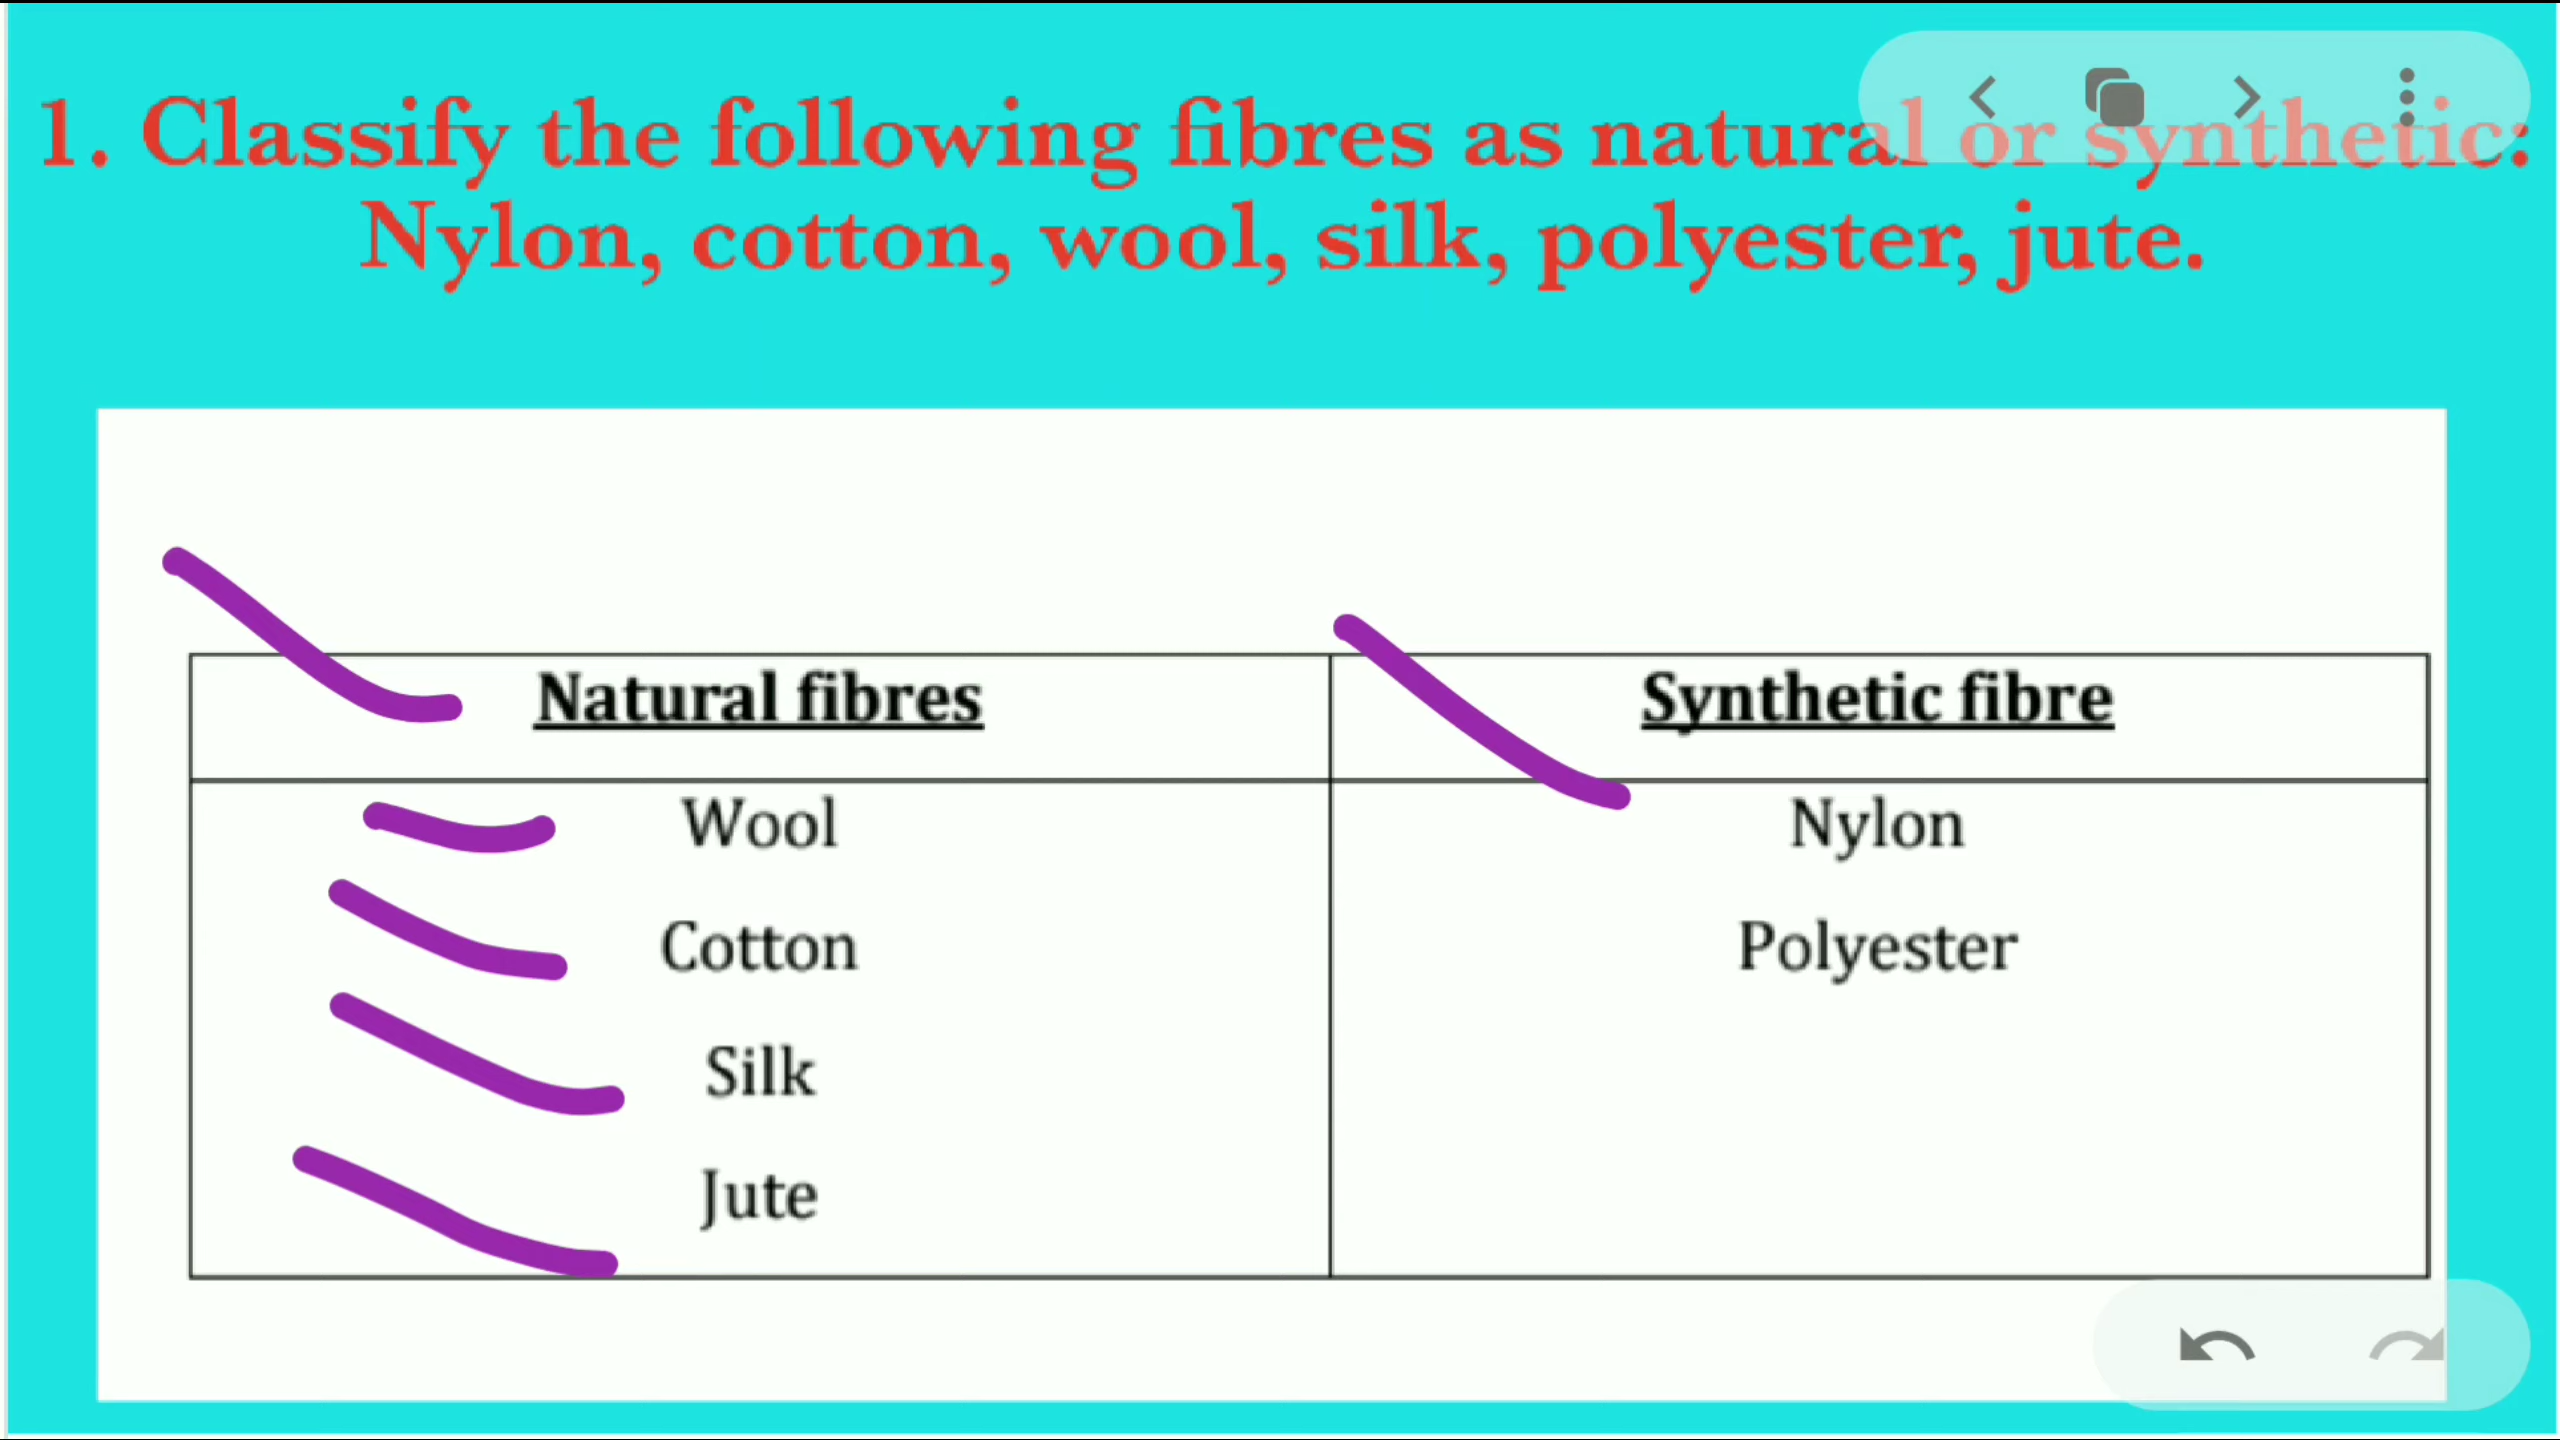 1. Classify the following fibres as natural or synthetic:
Nylon, cotton, wool, silk, polyester, jute.
Natural fibres
Synthetic fibre
Wool
Nylon
Cotton
Polyester
Silk
Jute